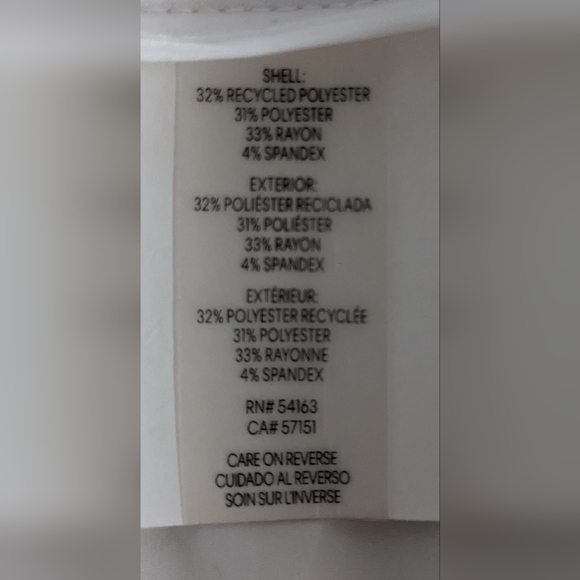 SHELL:
32% RECYCLED POLYESTER
31% POLYESTER
33% RAYON
4% SPANDEX
EXTERIOR:
32% POLIÉSTER RECICLADA
31% POLIÉSTER
33% RAYON
4% SPANDEX
EXTÉRIEUR:
32% POLYESTER RECYCLÉE
31% POLYESTER
33% RAYONNE
4% SPANDEX
RN# 54163
CA# 57151
CARE ON REVERSE
CUIDADO AL REVERSO
SOIN SUR L'INVERSE